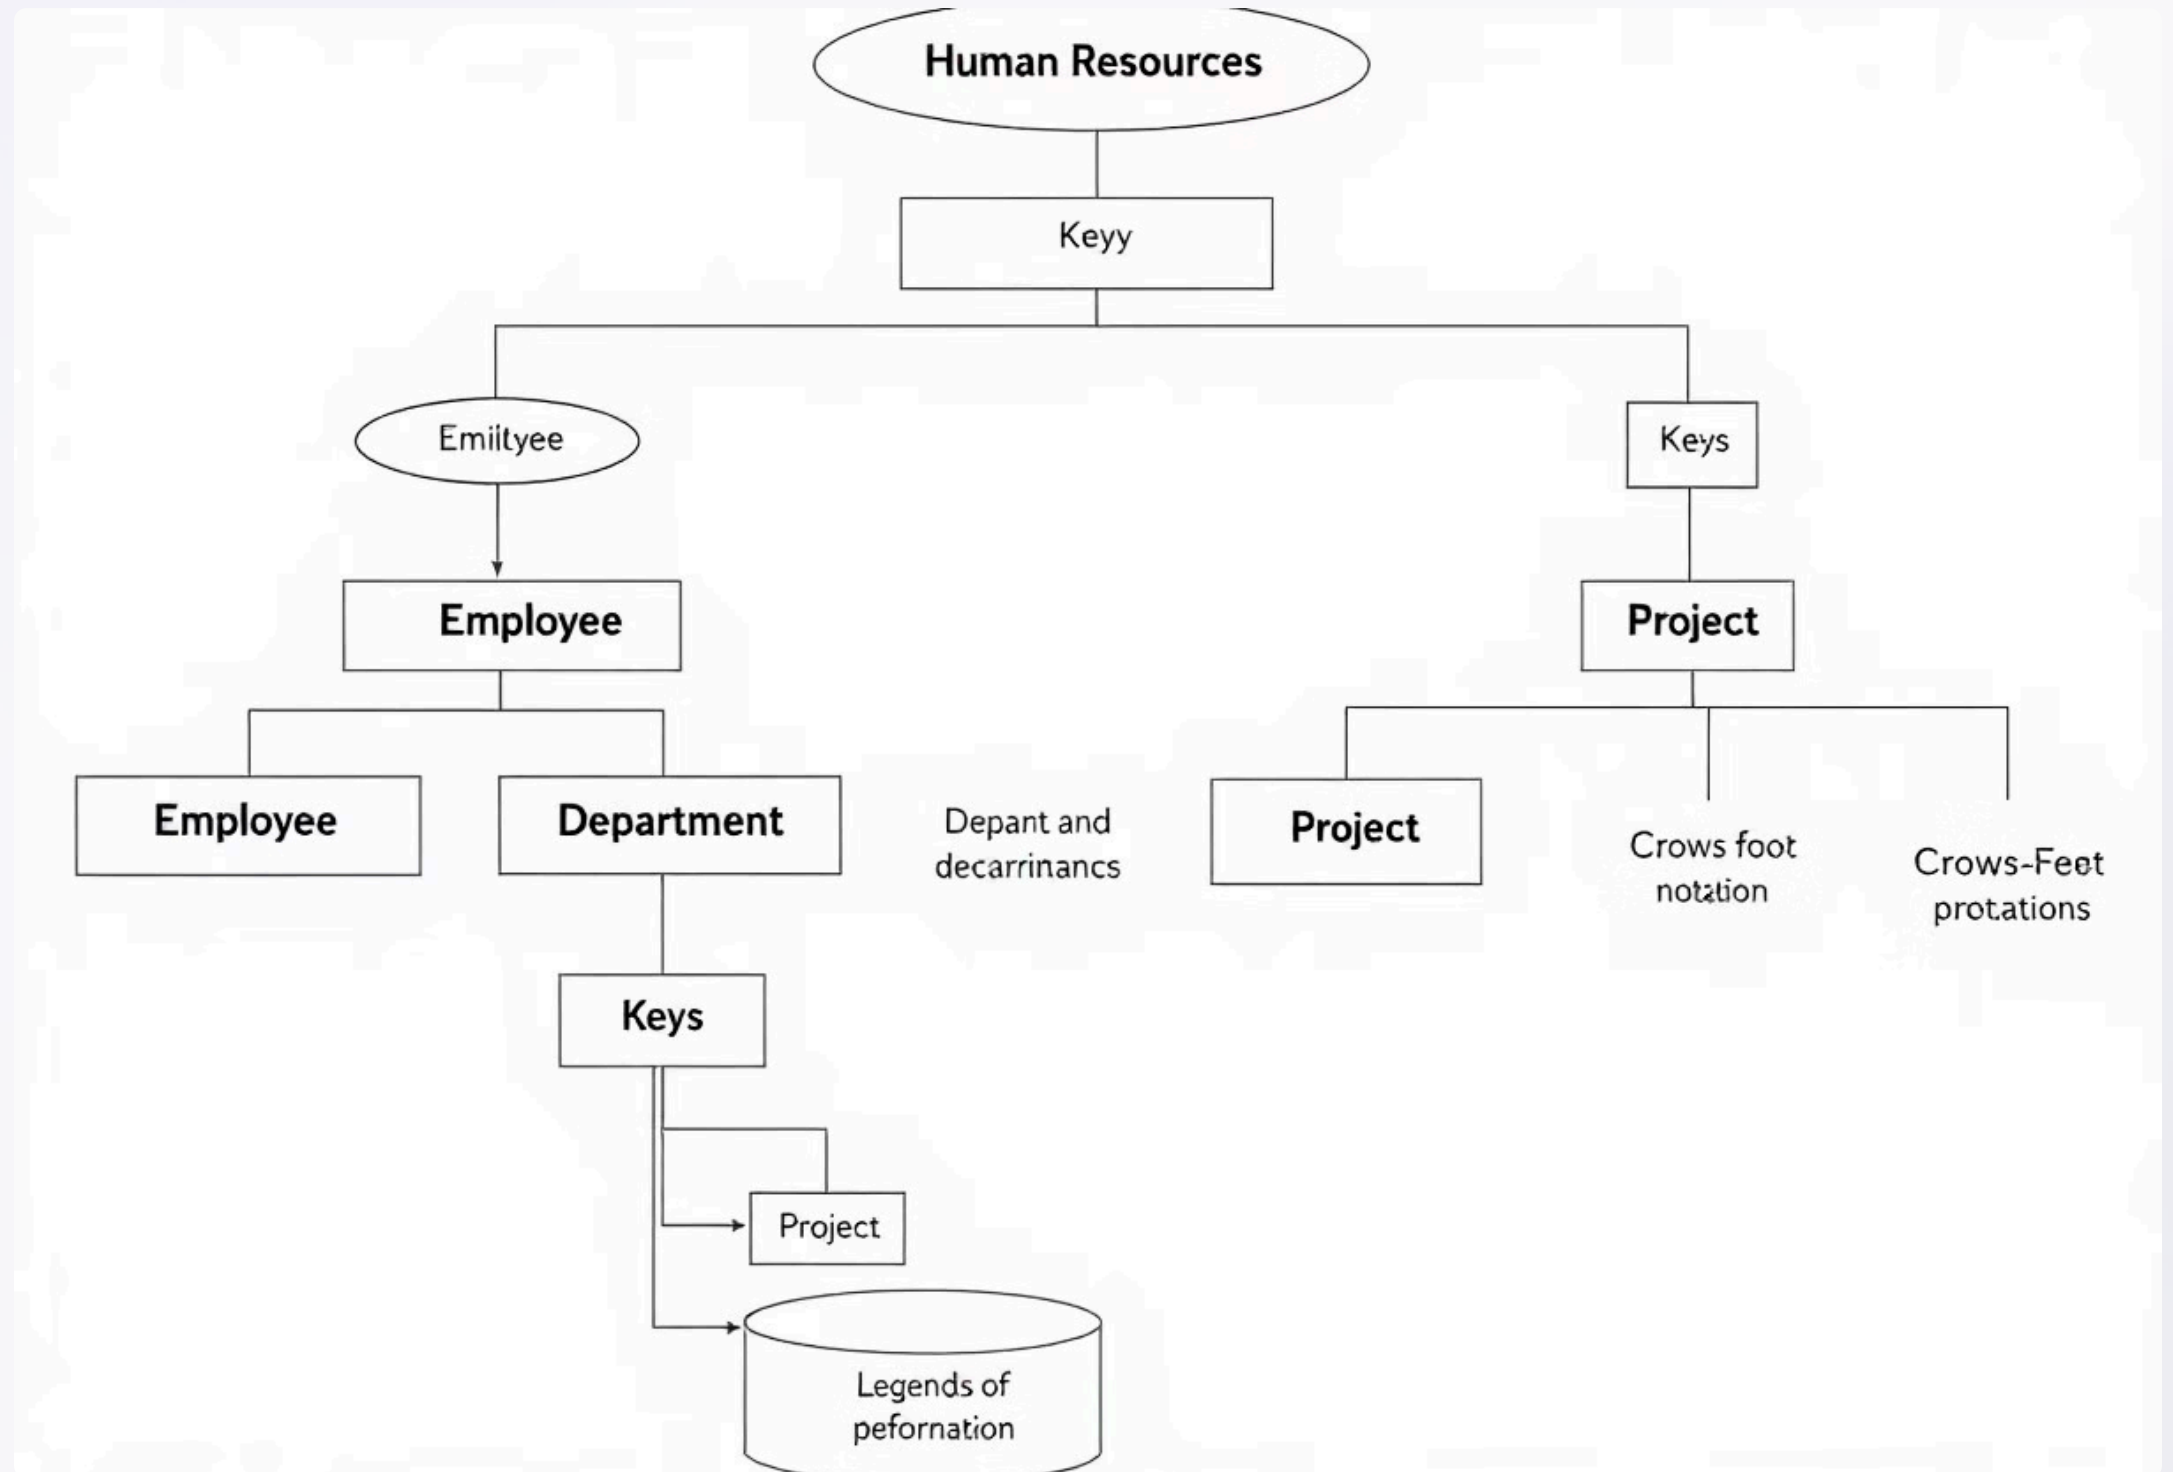 Human Resources
Keyy
Emiltyee
Keys
Employee
Project
Employee
Department
Depant and
decarrinancs
Project
Crows foot
notation
Crows-Feet
protations
Keys
Project
Legends of
pefornation